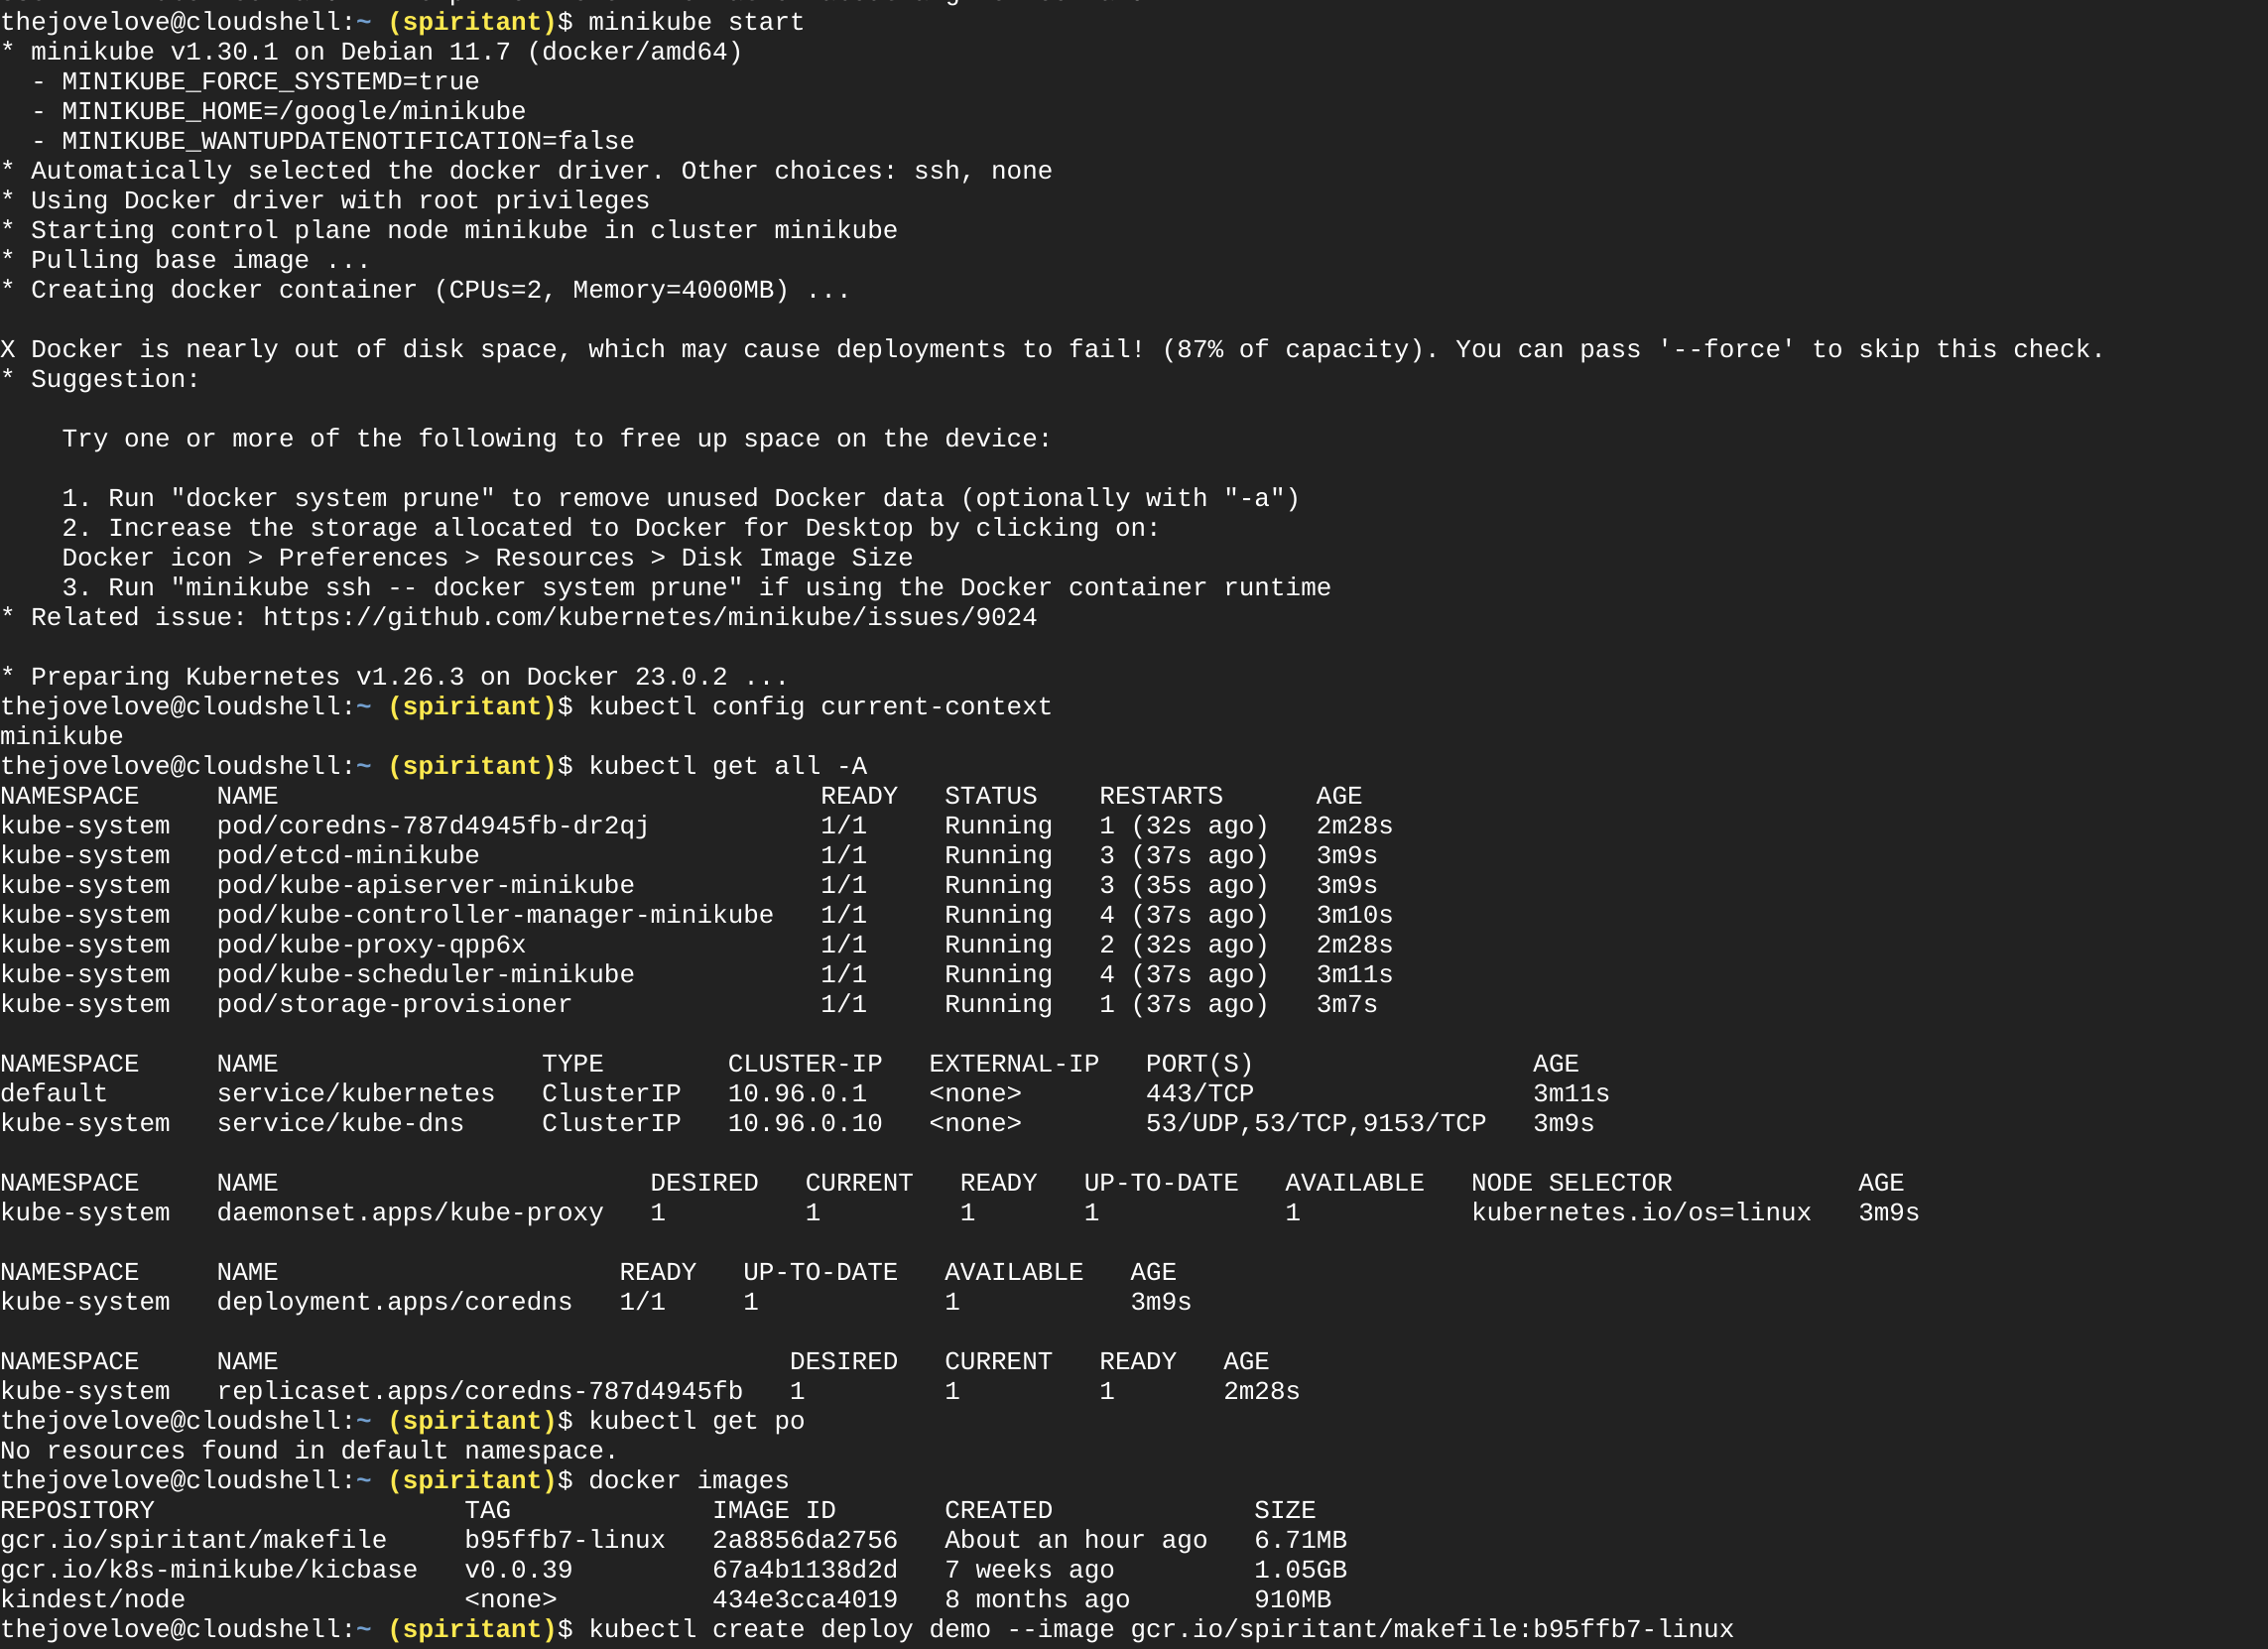 thejovelove@cloudshell:~ (spiritant)$ minikube start
* minikube v1.30.1 on Debian 11.7 (docker/amd64)
  - MINIKUBE_FORCE_SYSTEMD=true
  - MINIKUBE_HOME=/google/minikube
  - MINIKUBE_WANTUPDATENOTIFICATION=false
* Automatically selected the docker driver. Other choices: ssh, none
* Using Docker driver with root privileges
* Starting control plane node minikube in cluster minikube
* Pulling base image ...
* Creating docker container (CPUs=2, Memory=4000MB) ...
X Docker is nearly out of disk space, which may cause deployments to fail! (87% of capacity). You can pass '--force' to skip this check.
* Suggestion:
    Try one or more of the following to free up space on the device:
    1. Run "docker system prune" to remove unused Docker data (optionally with "-a")
    2. Increase the storage allocated to Docker for Desktop by clicking on:
    Docker icon > Preferences > Resources > Disk Image Size
    3. Run "minikube ssh -- docker system prune" if using the Docker container runtime
* Related issue: https://github.com/kubernetes/minikube/issues/9024
* Preparing Kubernetes v1.26.3 on Docker 23.0.2 ...
thejovelove@cloudshell:~ (spiritant)$ kubectl config current-context
minikube
thejovelove@cloudshell:~ (spiritant)$ kubectl get all -A
NAMESPACE     NAME                                   READY   STATUS    RESTARTS      AGE
kube-system   pod/coredns-787d4945fb-dr2qj           1/1     Running   1 (32s ago)   2m28s
kube-system   pod/etcd-minikube                      1/1     Running   3 (37s ago)   3m9s
kube-system   pod/kube-apiserver-minikube            1/1     Running   3 (35s ago)   3m9s
kube-system   pod/kube-controller-manager-minikube   1/1     Running   4 (37s ago)   3m10s
kube-system   pod/kube-proxy-qpp6x                   1/1     Running   2 (32s ago)   2m28s
kube-system   pod/kube-scheduler-minikube            1/1     Running   4 (37s ago)   3m11s
kube-system   pod/storage-provisioner                1/1     Running   1 (37s ago)   3m7s
NAMESPACE     NAME                 TYPE        CLUSTER-IP   EXTERNAL-IP   PORT(S)                  AGE
default       service/kubernetes   ClusterIP   10.96.0.1    <none>        443/TCP                  3m11s
kube-system   service/kube-dns     ClusterIP   10.96.0.10   <none>        53/UDP,53/TCP,9153/TCP   3m9s
NAMESPACE     NAME                        DESIRED   CURRENT   READY   UP-TO-DATE   AVAILABLE   NODE SELECTOR            AGE
kube-system   daemonset.apps/kube-proxy   1         1         1       1            1           kubernetes.io/os=linux   3m9s
NAMESPACE     NAME                      READY   UP-TO-DATE   AVAILABLE   AGE
kube-system   deployment.apps/coredns   1/1     1            1           3m9s
NAMESPACE     NAME                                 DESIRED   CURRENT   READY   AGE
kube-system   replicaset.apps/coredns-787d4945fb   1         1         1       2m28s
thejovelove@cloudshell:~ (spiritant)$ kubectl get po
No resources found in default namespace.
thejovelove@cloudshell:~ (spiritant)$ docker images
REPOSITORY                    TAG             IMAGE ID       CREATED             SIZE
gcr.io/spiritant/makefile     b95ffb7-linux   2a8856da2756   About an hour ago   6.71MB
gcr.io/k8s-minikube/kicbase   v0.0.39         67a4b1138d2d   7 weeks ago         1.05GB
kindest/node                  <none>          434e3cca4019   8 months ago        910MB
thejovelove@cloudshell:~ (spiritant)$ kubectl create deploy demo --image gcr.io/spiritant/makefile:b95ffb7-linux